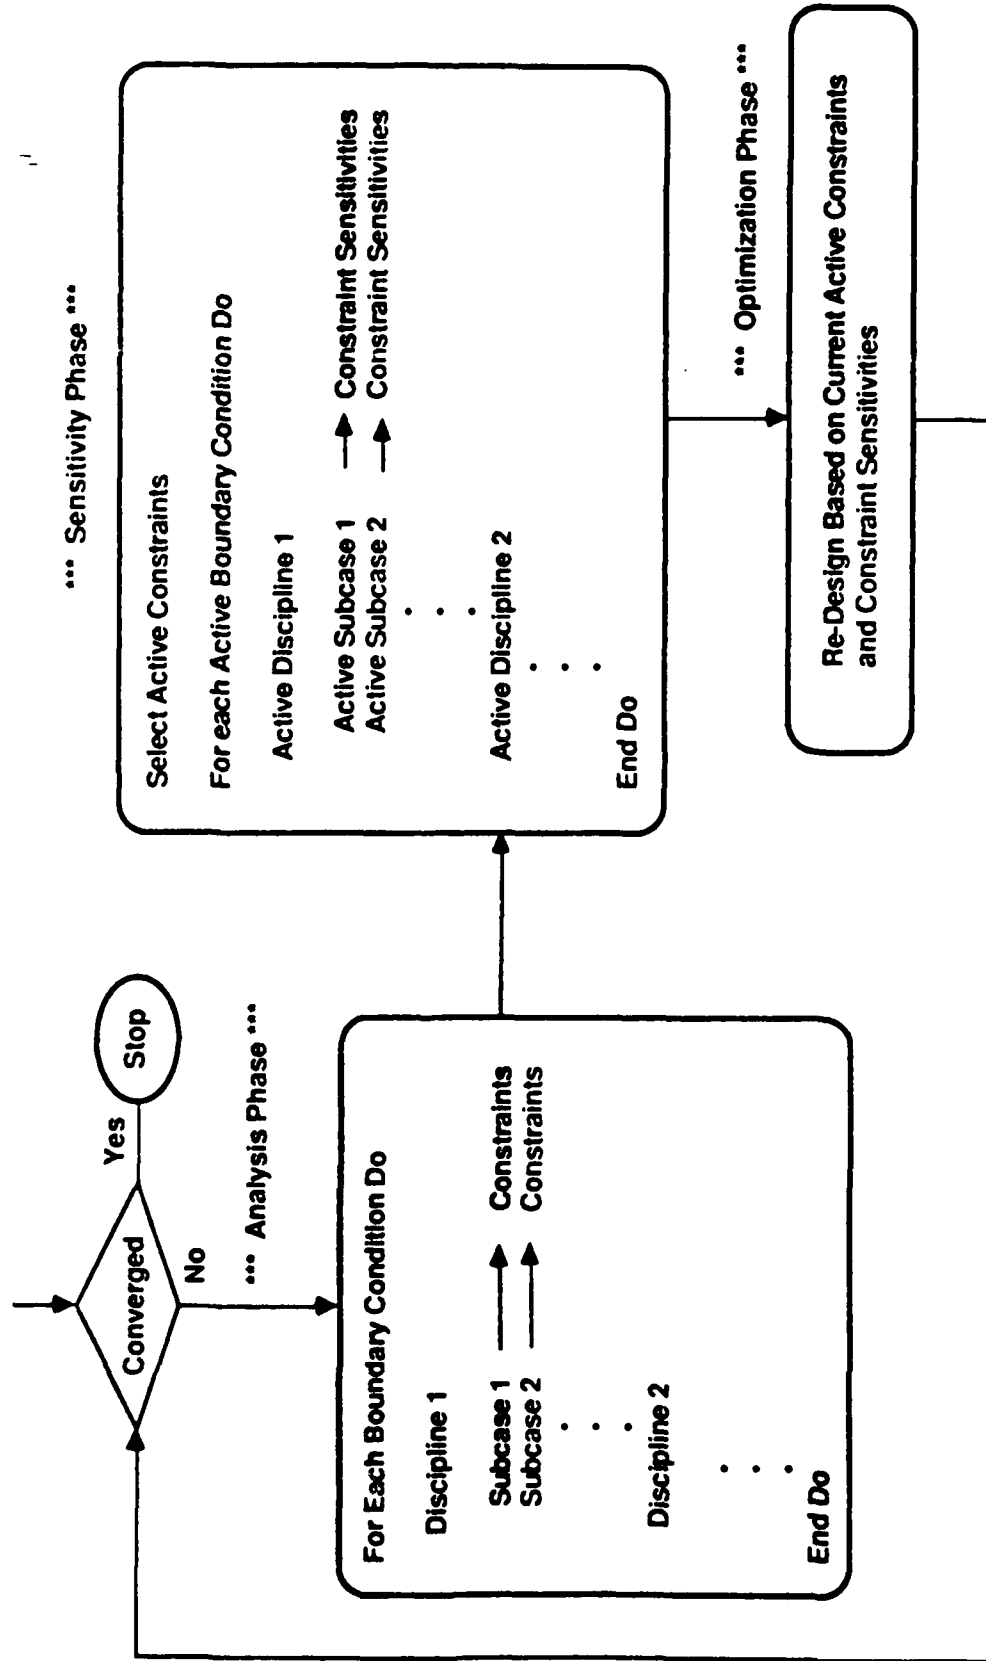 Converged
Yes
Stop
No
*** Analysis Phase ***
For Each Boundary Condition Do
Discipline 1
Subcase 1 Constraints
Subcase 2 Constraints
. . .
Discipline 2
. . .
End Do
*** Sensitivity Phase ***
Select Active Constraints
For each Active Boundary Condition Do
Active Discipline 1
Active Subcase 1 Constraint Sensitivities
Active Subcase 2 Constraint Sensitivities
. . .
Active Discipline 2
. . .
End Do
*** Optimization Phase ***
Re-Design Based on Current Active Constraints
and Constraint Sensitivities